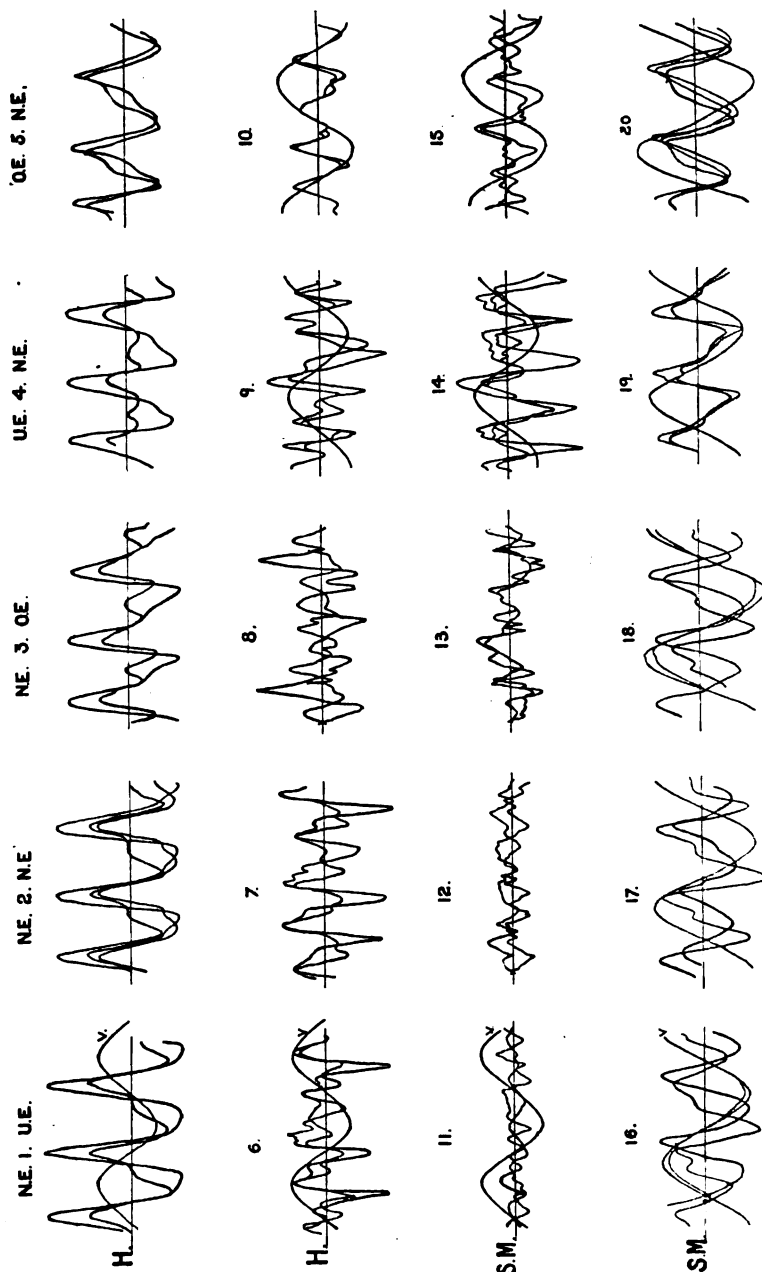 N.E. 1. U.E. N.E. 2. N.E N.E. 3. O.E. U.E. 4. N.E. O.E. 5. N.E.
V.
H.
6. 7. 8. 9. 10.
V
H.
11. 12. 13. 14. 15.
V
S.M.
16. 17. 18. 19. 20
V
S.M.